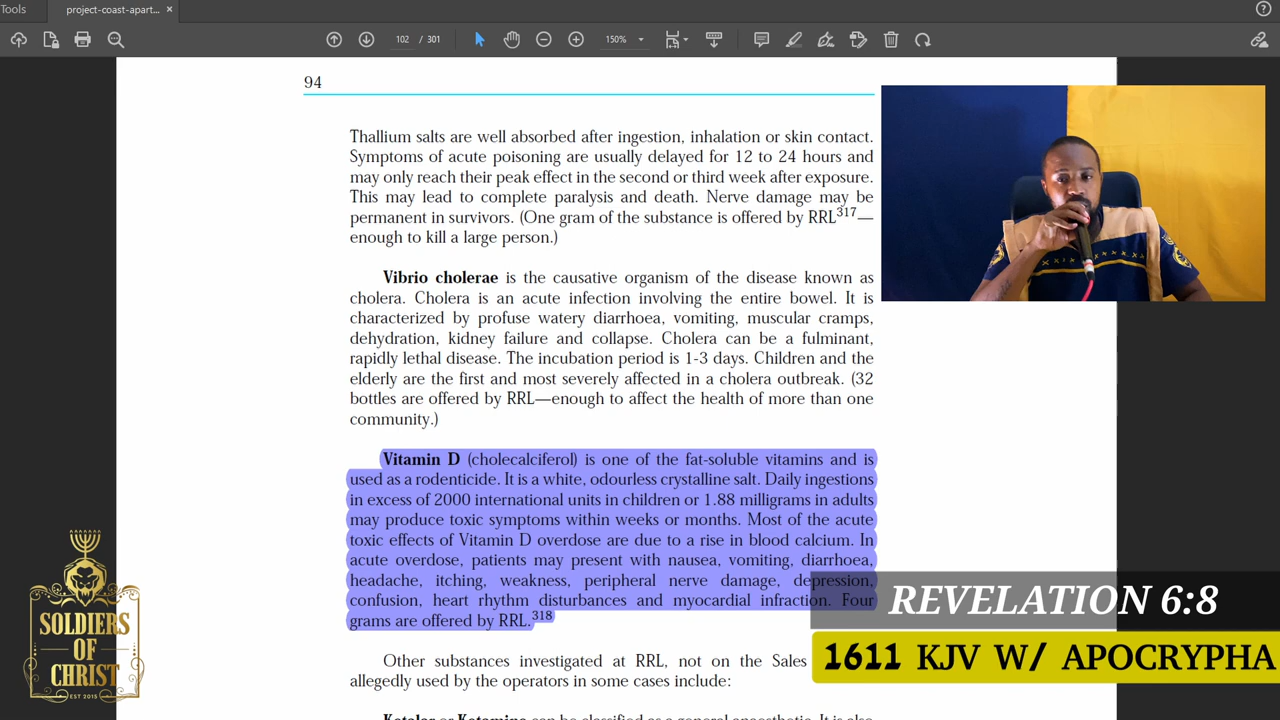 Tools
project-coast-apart... ×
102 / 301
150%
94
Thallium salts are well absorbed after ingestion, inhalation or skin contact.
Symptoms of acute poisoning are usually delayed for 12 to 24 hours and
may only reach their peak effect in the second or third week after exposure.
This may lead to complete paralysis and death. Nerve damage may be
permanent in survivors. (One gram of the substance is offered by RRL317—
enough to kill a large person.)
Vibrio cholerae is the causative organism of the disease known as
cholera. Cholera is an acute infection involving the entire bowel. It is
characterized by profuse watery diarrhoea, vomiting, muscular cramps,
dehydration, kidney failure and collapse. Cholera can be a fulminant,
rapidly lethal disease. The incubation period is 1-3 days. Children and the
elderly are the first and most severely affected in a cholera outbreak. (32
bottles are offered by RRL—enough to affect the health of more than one
community.)
Vitamin D (cholecalciferol) is one of the fat-soluble vitamins and is
used as a rodenticide. It is a white, odourless crystalline salt. Daily ingestions
in excess of 2000 international units in children or 1.88 milligrams in adults
may produce toxic symptoms within weeks or months. Most of the acute
toxic effects of Vitamin D overdose are due to a rise in blood calcium. In
acute overdose, patients may present with nausea, vomiting, diarrhoea,
headache, itching, weakness, peripheral nerve damage, depression,
confusion, heart rhythm disturbances and myocardial infraction. Four
grams are offered by RRL.318
Other substances investigated at RRL, not on the Sales
allegedly used by the operators in some cases include:
Ketolar or Ketamine can be classified as a general anaesthetic. It is also
REVELATION 6:8
1611 KJV W/ APOCRYPHA
SOLDIERS
OF
CHRIST
EST 2015